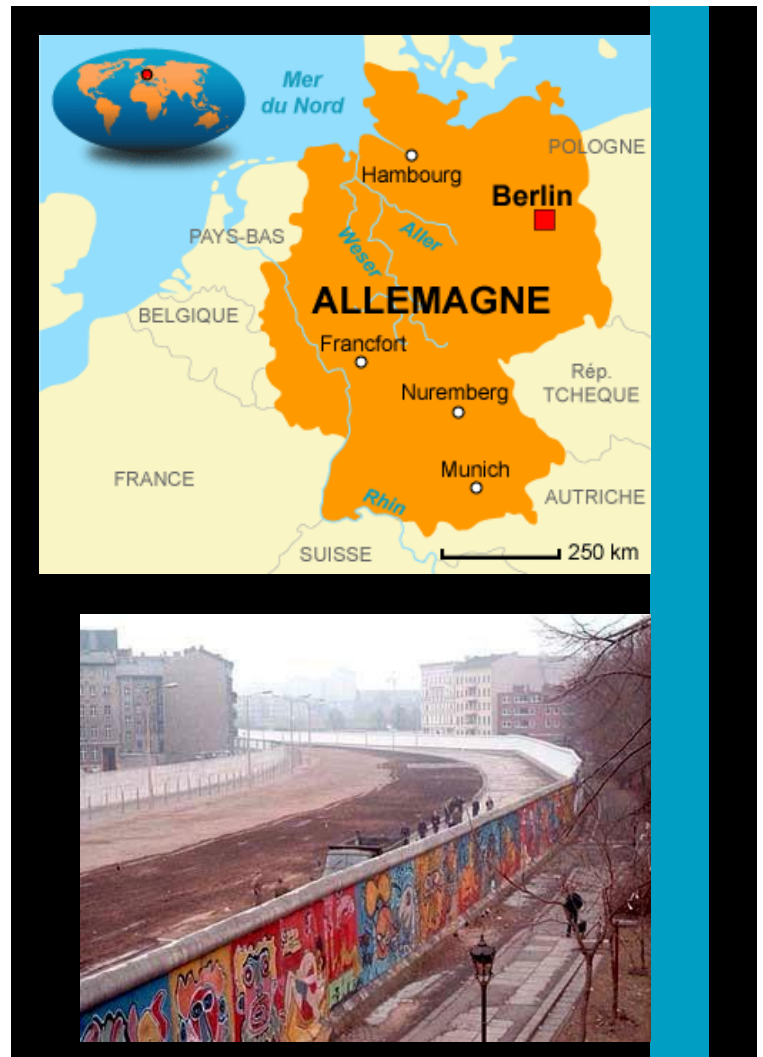 Mer
du Nord
POLOGNE
Hambourg
Berlin
PAYS-BAS
Weser
Aller
ALLEMAGNE
BELGIQUE
Francfort
Rép.
TCHEQUE
Nuremberg
FRANCE
Munich
Rhin
AUTRICHE
SUISSE
250 km